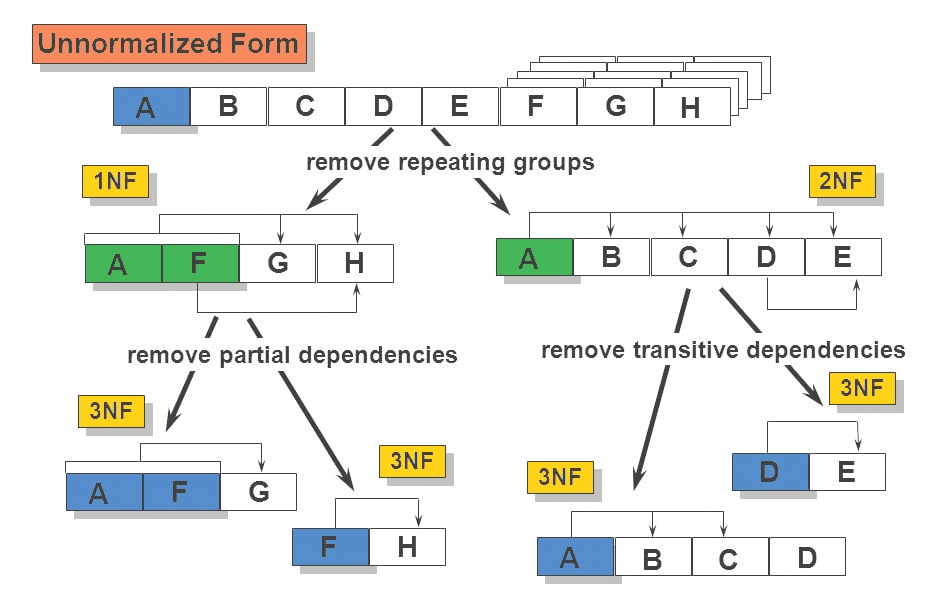 Unnormalized Form
A B C D E F G H
remove repeating groups
1NF
2NF
A F G H
A B C D E
remove partial dependencies
remove transitive dependencies
3NF
3NF
3NF
3NF
A F G
D E
F H
A B C D